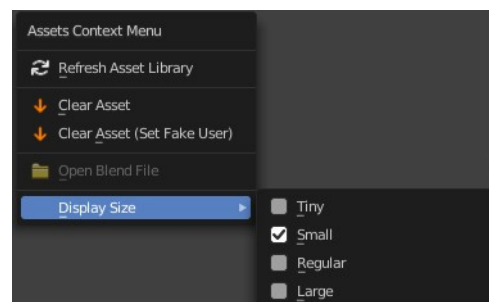 Assets Context Menu
Refresh Asset Library
Clear Asset
Clear Asset (Set Fake User)
Open Blend File
Display Size
Tiny
Small
Regular
Large